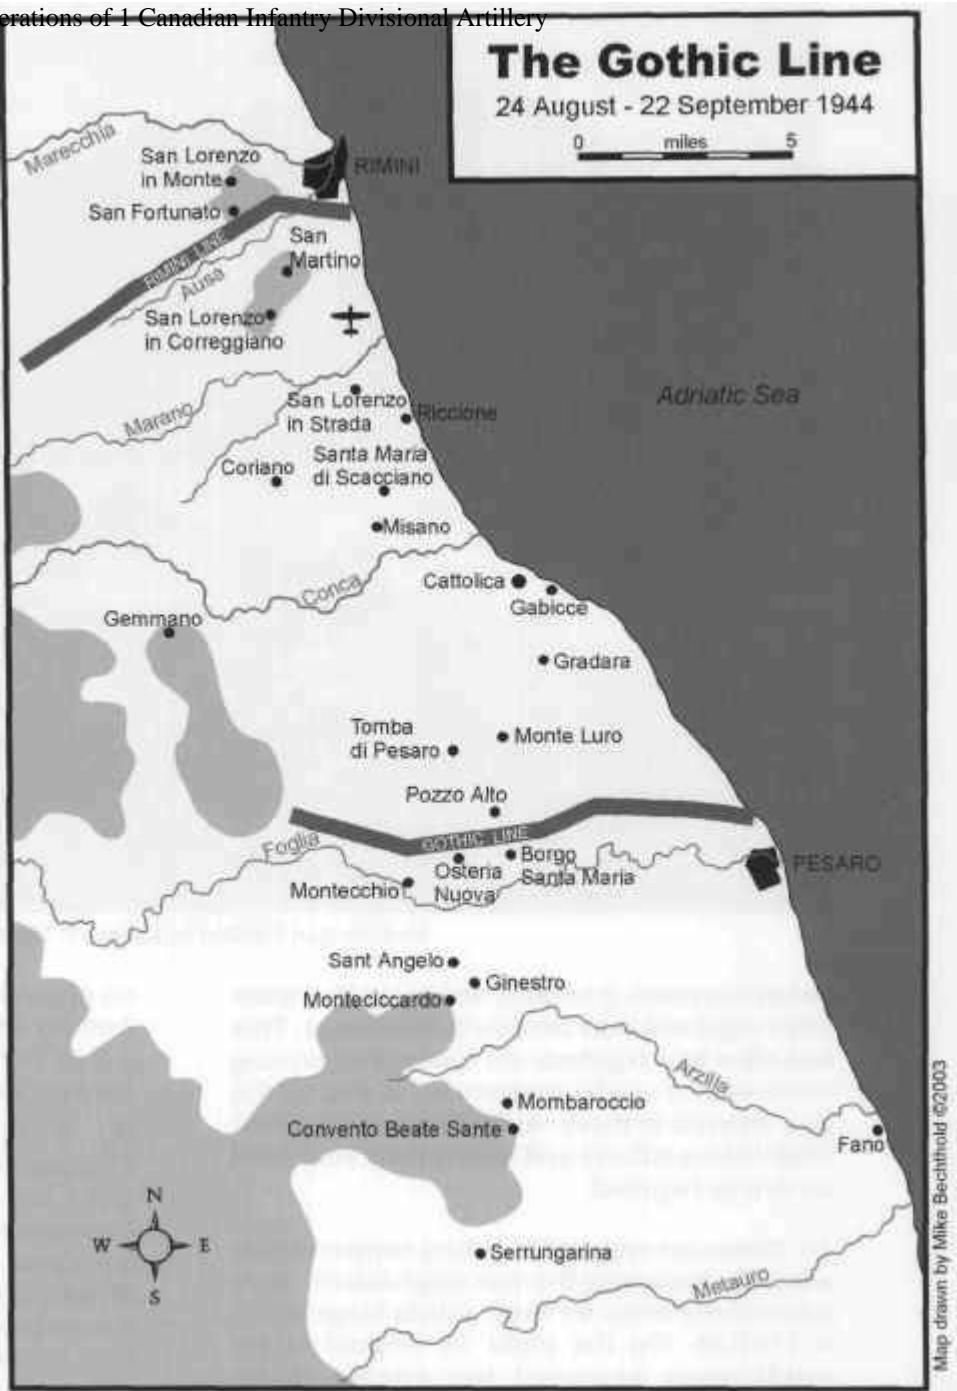 erations of 1 Canadian Infantry Divisional Artillery
The Gothic Line
24 August - 22 September 1944
0 miles 5
Marecchia
San Lorenzo
in Monte
RIMINI
San Fortunato
RIMINI LINE
San
Martino
Ausa
San Lorenzo
in Correggiano
Adriatic Sea
Marano
San Lorenzo
in Strada
Riccione
Coriano
Santa Maria
di Scacciano
Misano
Conca
Cattolica
Gabicce
Gemmano
Gradara
Tomba
di Pesaro
Monte Luro
Pozzo Alto
GOTHIC LINE
Foglia
Borgo
Santa Maria
PESARO
Osteria
Nuova
Montecchio
Sant Angelo
Ginestro
Monteciccardo
Arzilla
Mombaroccio
Convento Beate Sante
Fano
N
W E
S
Serrungarina
Metauro
Map drawn by Mike Bechthold ©2003